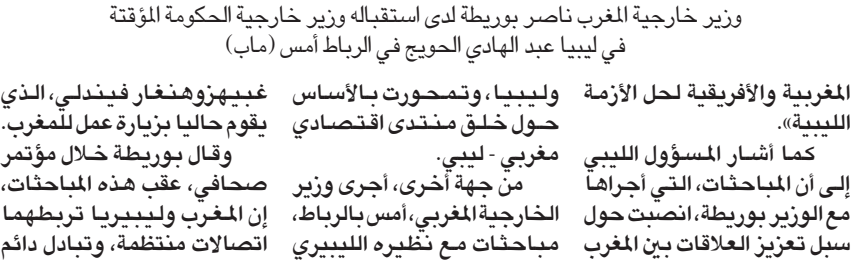 وزير خارجية المغرب ناصر بوريطة لدى استقباله وزير خارجية الحكومة المؤقتة
في ليبيا عبد الهادي الحويج في الرباط أمس (ماب)
المغربية والأفريقية لحل الأزمة
الليبية».
كما أشار المسؤول الليبي
إلى أن المباحثات، التي أجراها
مع الوزير بوريطة، انصبت حول
سبل تعزيز العلاقات بين المغرب
وليبيا، وتمحورت بالأساس
حول خلق منتدى اقتصادي
مغربي - ليبي.
من جهة أخرى، أجرى وزير
الخارجية المغربي، أمس بالرباط،
مباحثات مع نظيره الليبيري
غبيهزوهنغار فيندلي، الذي
يقوم حاليا بزيارة عمل للمغرب.
وقال بوريطة خلال مؤتمر
صحافي، عقب هذه المباحثات،
إن المغرب وليبيريا تربطهما
اتصالات منتظمة، وتبادل دائم